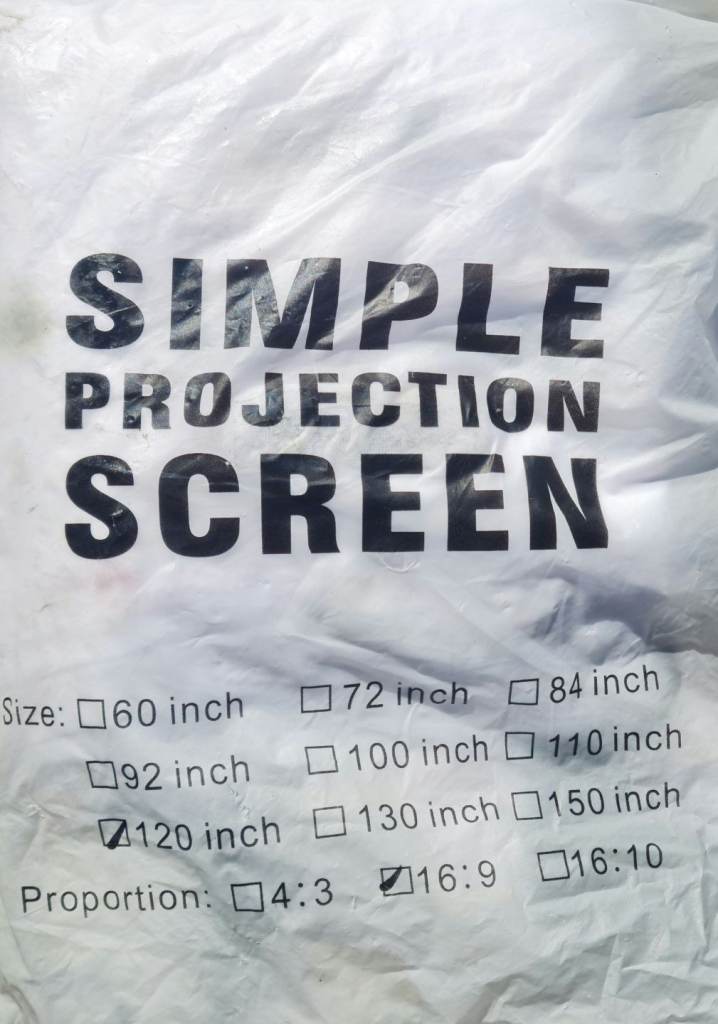 SIMPLE
PROJECTION
SCREEN
Size: ☐60 inch ☐72 inch ☐84 inch
☐92 inch ☐100 inch ☐110 inch
☑120 inch ☐130 inch ☐150 inch
Proportion: ☐4:3 ☑16:9 ☐16:10